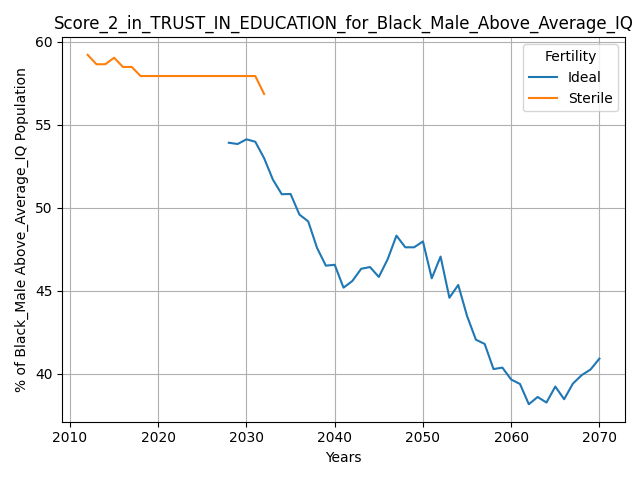 Score_2_in_TRUST_IN_EDUCATION_for_Black_Male_Above_Average_IQ
Fertility
Ideal
Sterile
% of Black_Male Above_Average_IQ Population
60
55
50
45
40
2010
2020
2030
2040
2050
2060
2070
Years